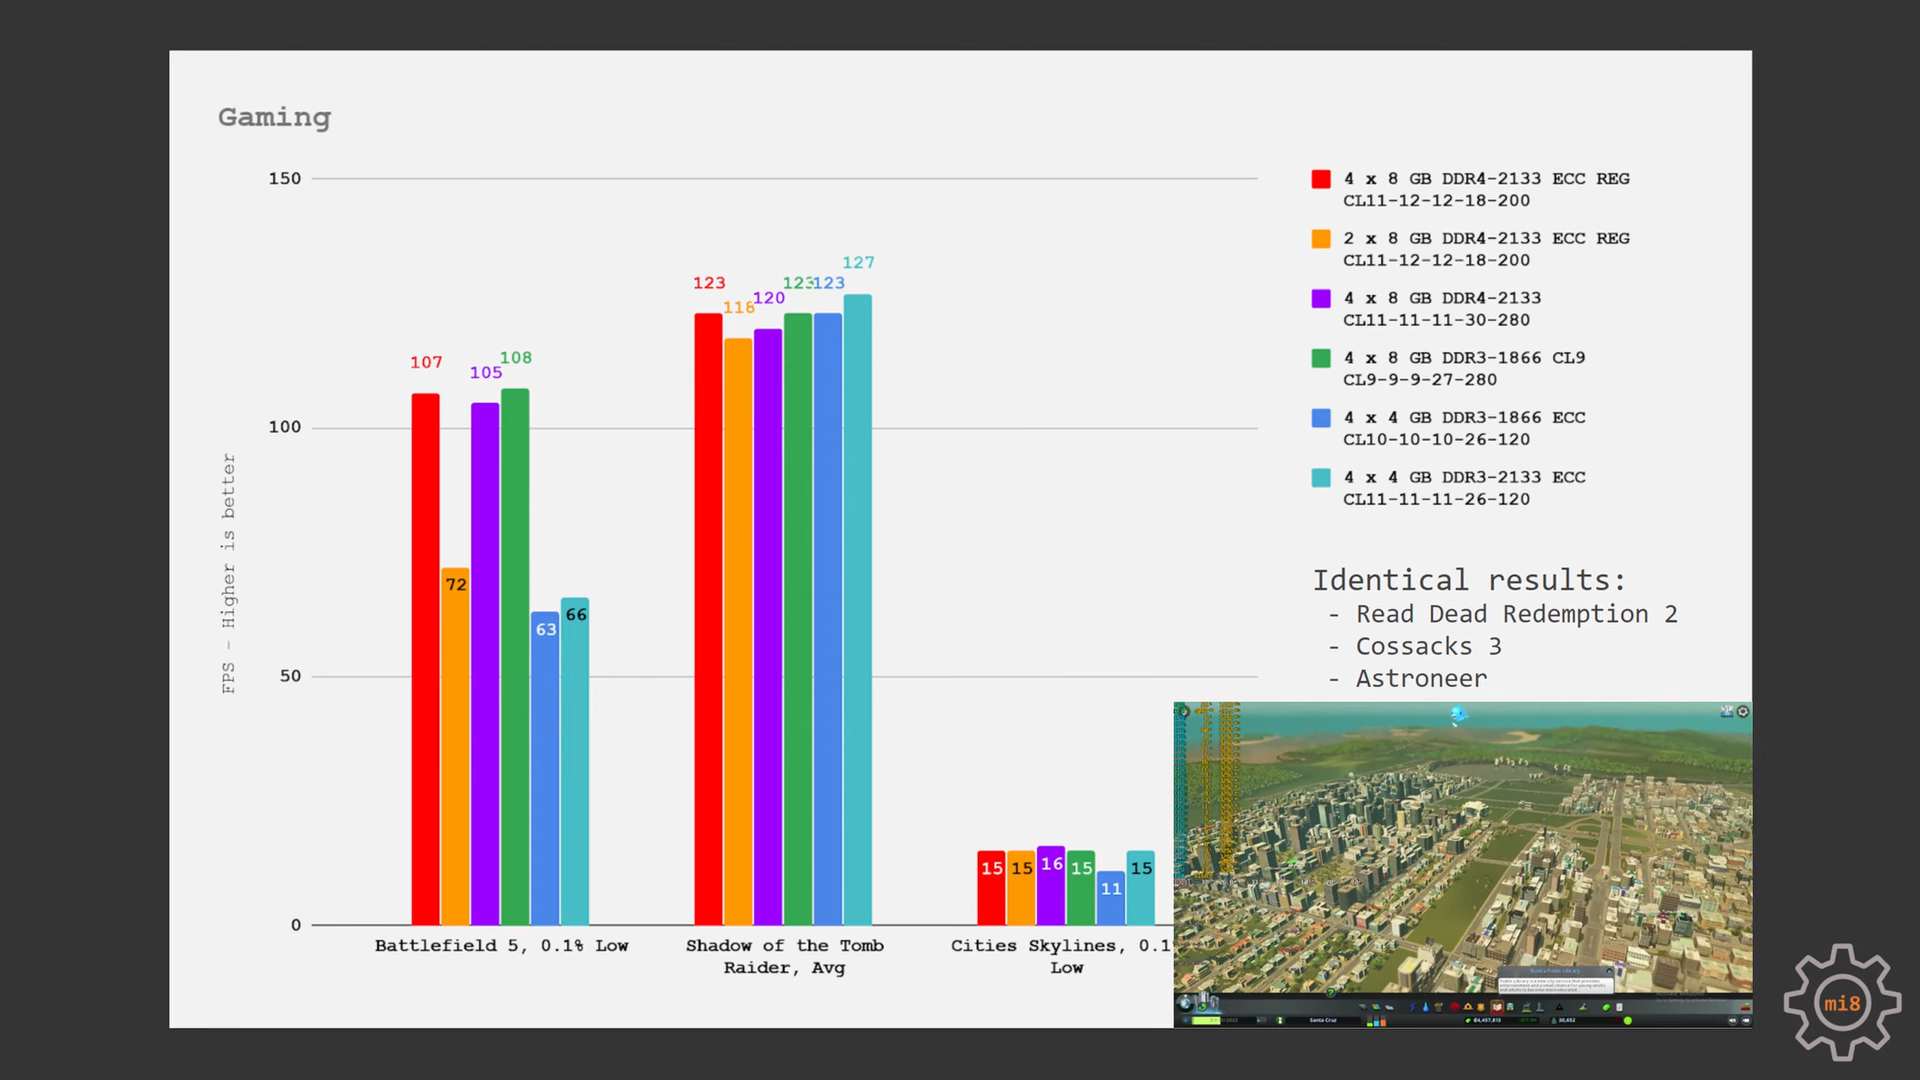 Gaming
150
100
50
0
FPS - Higher is better
107
72
105
108
63
66
123
118
120
123
123
127
15
15
16
15
11
15
Battlefield 5, 0.1% Low
Shadow of the Tomb
Raider, Avg
Cities Skylines, 0.1
Low
4 x 8 GB DDR4-2133 ECC REG
CL11-12-12-18-200
2 x 8 GB DDR4-2133 ECC REG
CL11-12-12-18-200
4 x 8 GB DDR4-2133
CL11-11-11-30-280
4 x 8 GB DDR3-1866 CL9
CL9-9-9-27-280
4 x 4 GB DDR3-1866 ECC
CL10-10-10-26-120
4 x 4 GB DDR3-2133 ECC
CL11-11-11-26-120
Identical results:
- Read Dead Redemption 2
- Cossacks 3
- Astroneer
Santa Cruz
30,652
mi8